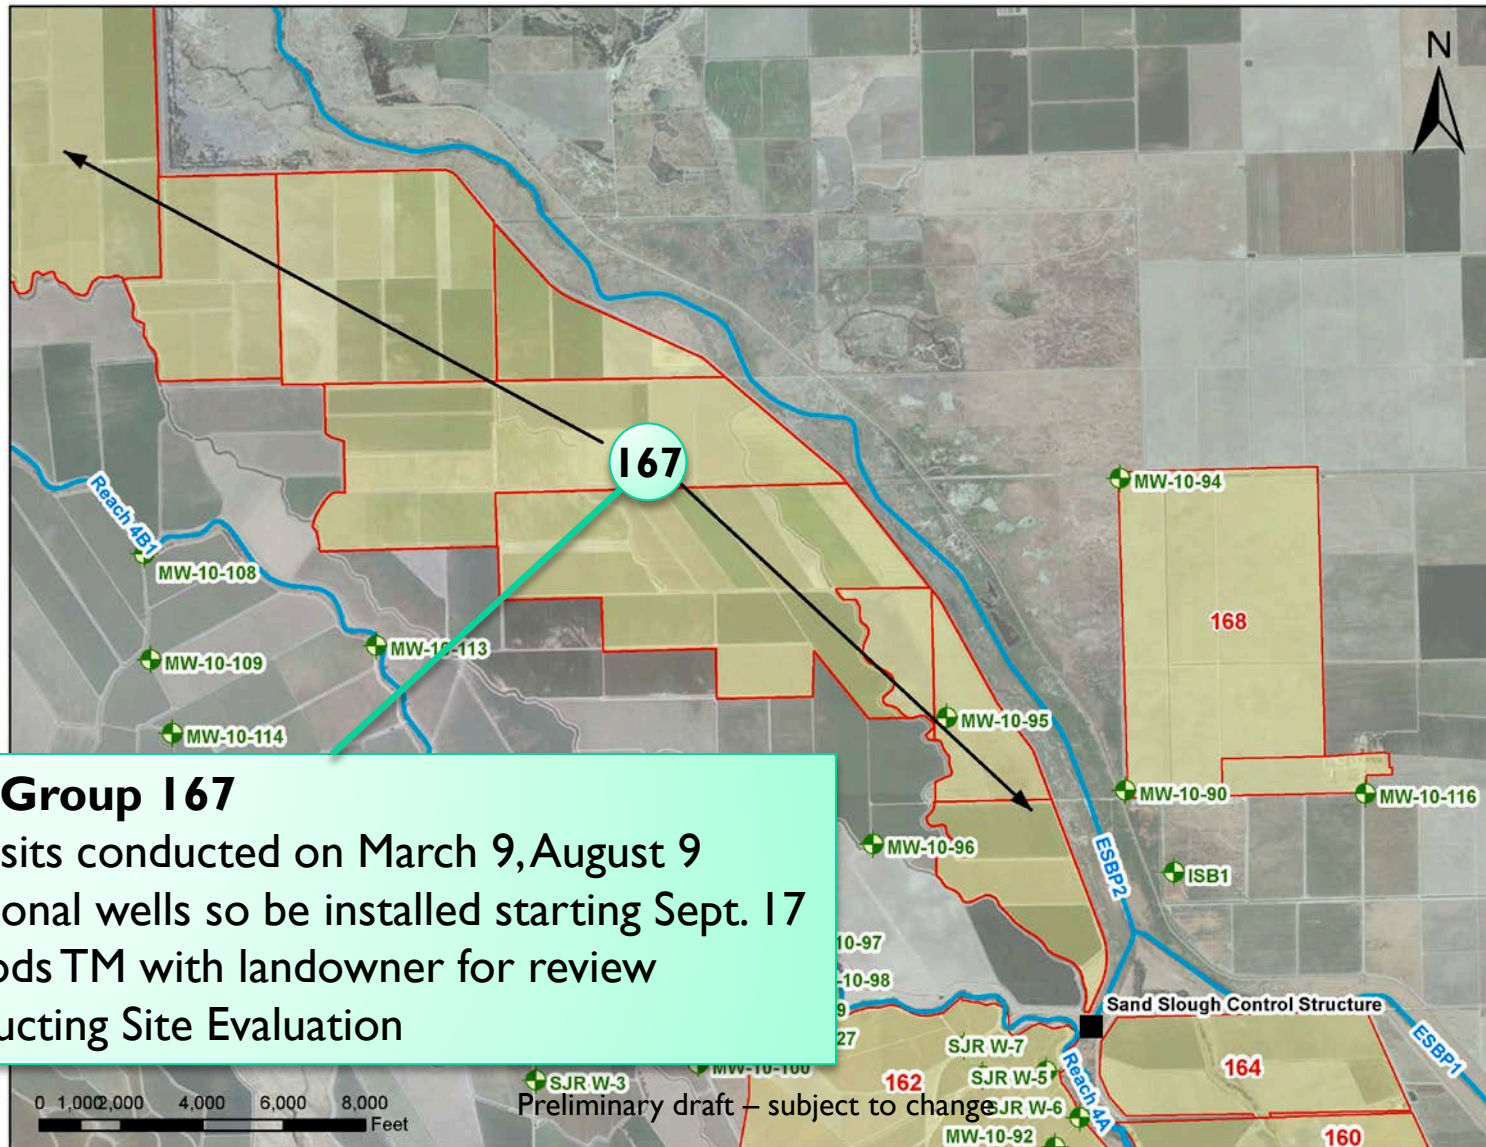 N
167
Reach 4B1
MW-10-94
MW-10-108
168
MW-10-109
MW-10-113
MW-10-95
MW-10-114
Group 167
sits conducted on March 9, August 9
onal wells so be installed starting Sept. 17
ods TM with landowner for review
ucting Site Evaluation
MW-10-90
MW-10-116
MW-10-96
ESBP2
ISB1
10-97
-10-98
9
27
Sand Slough Control Structure
SJR W-7
ESBP1
MW-10-100
SJR W-3
162
SJR W-5
Reach 4A
164
SJR W-6
MW-10-92
160
0 1,000 2,000 4,000 6,000 8,000
Feet
Preliminary draft – subject to change